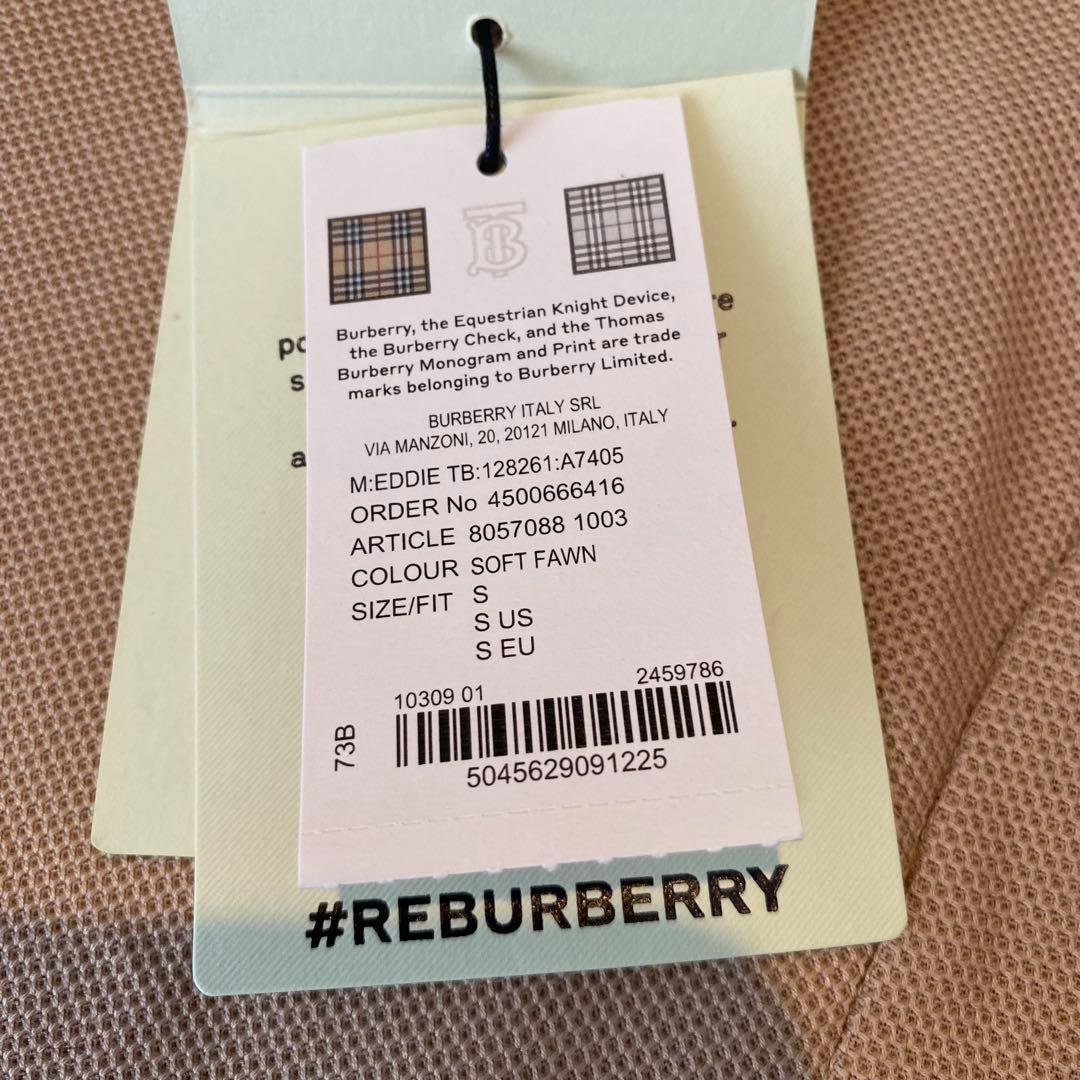 Burberry, the Equestrian Knight Device,
the Burberry Check, and the Thomas
Burberry Monogram and Print are trade
marks belonging to Burberry Limited.
BURBERRY ITALY SRL
VIA MANZONI, 20, 20121 MILANO, ITALY
M:EDDIE TB:128261:A7405
ORDER No 4500666416
ARTICLE 8057088 1003
COLOUR SOFT FAWN
SIZE/FIT S
S US
S EU
10309 01 2459786
73B
5045629091225
#REBURBERRY